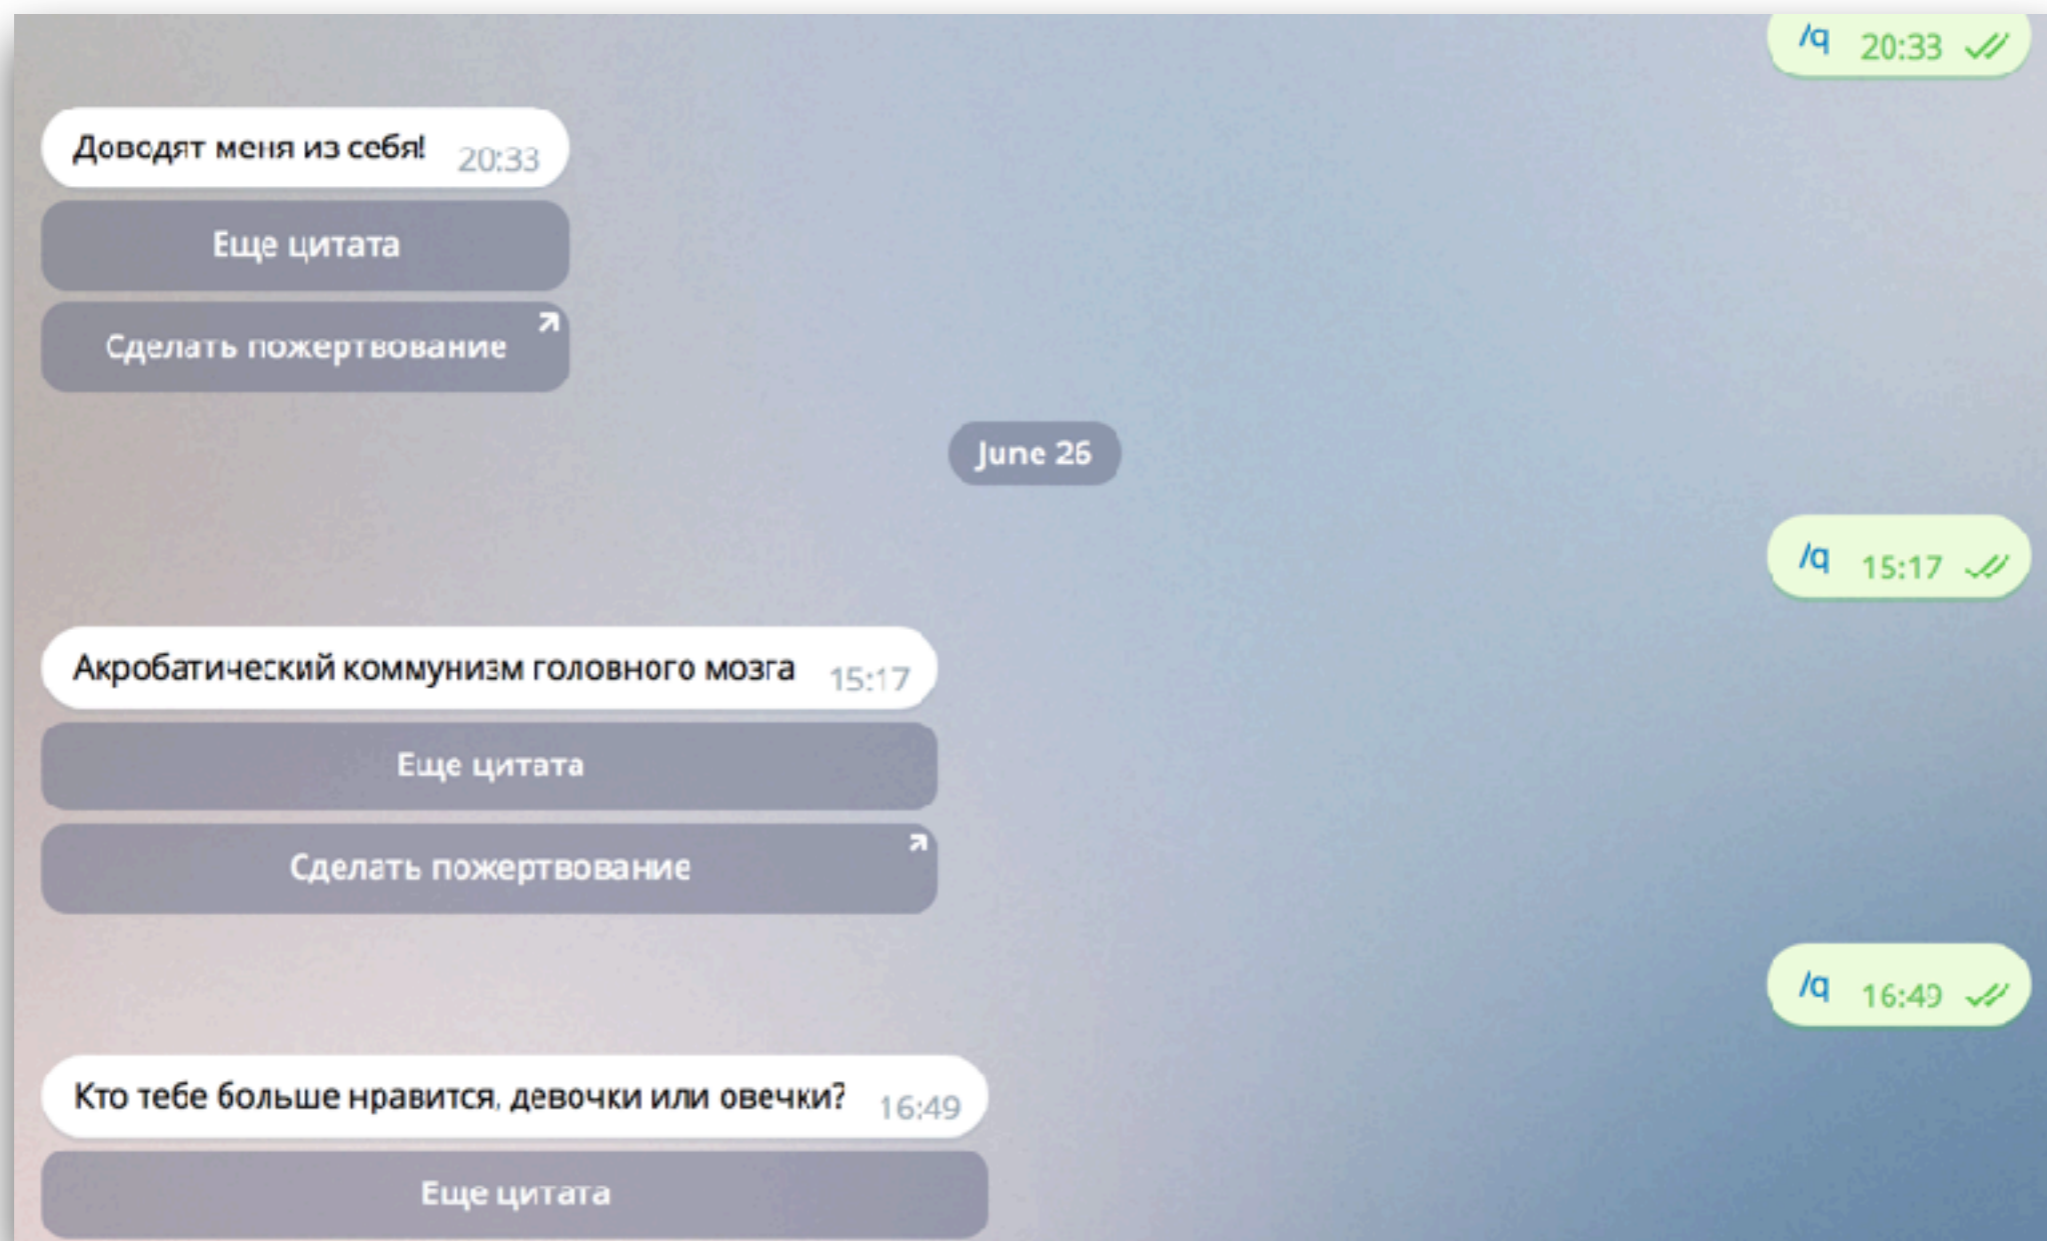 /q 20:33
Доводят меня из себя! 20:33
Еще цитата
Сделать пожертвование
June 26
/q 15:17
Акробатический коммунизм головного мозга 15:17
Еще цитата
Сделать пожертвование
/q 16:49
Кто тебе больше нравится, девочки или овечки? 16:49
Еще цитата